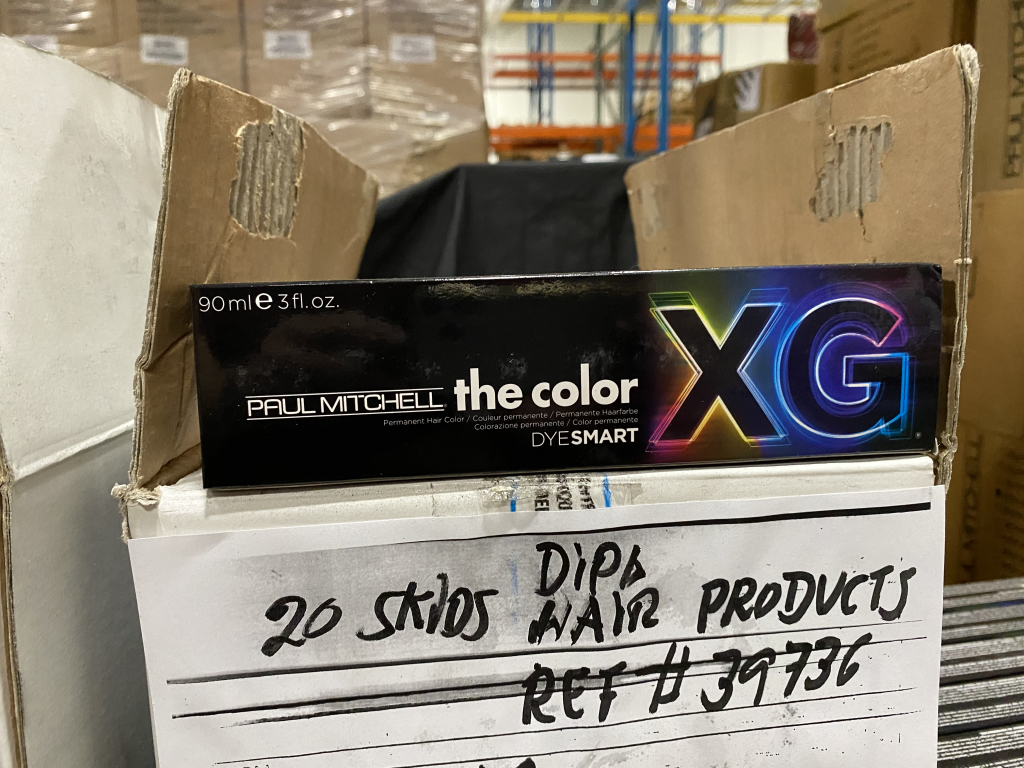 90ml e 3fl.oz.
PAUL MITCHELL the color XG
Permanent Hair Color / Couleur permanente / Permanente Haarfarbe
Colorazione permanente / Color permanente
DYESMART
20 SKIDS HAIR PRODUCTS
REF # 39736